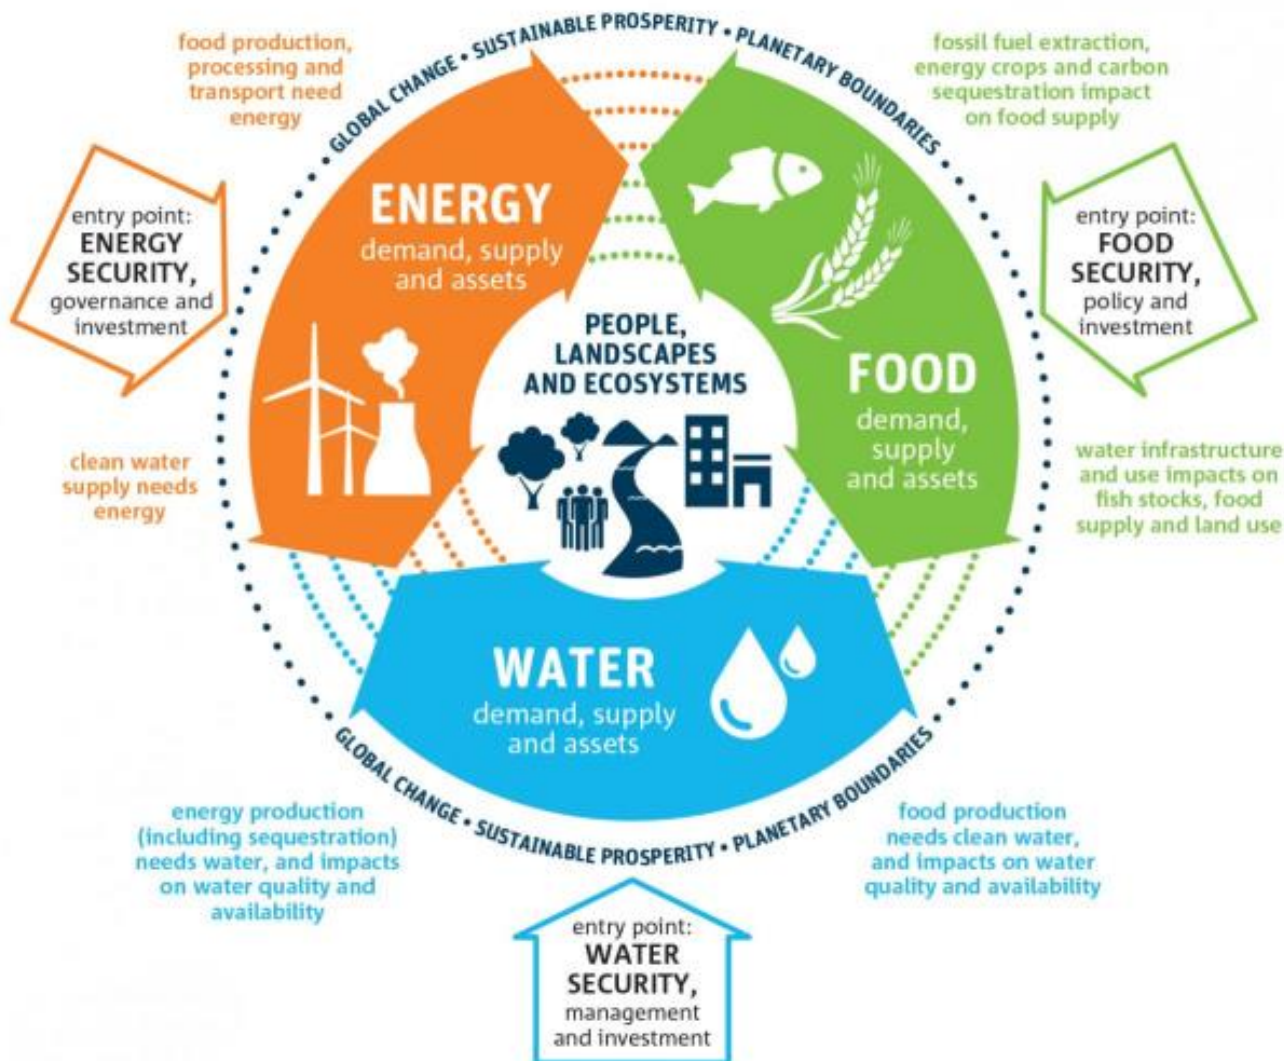 GLOBAL CHANGE • SUSTAINABLE PROSPERITY • PLANETARY BOUNDARIES
food production,
processing and
transport need
energy
fossil fuel extraction,
energy crops and carbon
sequestration impact
on food supply
entry point:
ENERGY
SECURITY,
governance and
investment
ENERGY
demand, supply
and assets
entry point:
FOOD
SECURITY,
policy and
investment
PEOPLE,
LANDSCAPES
AND ECOSYSTEMS
FOOD
demand,
supply
and assets
clean water
supply needs
energy
water infrastructure
and use impacts on
fish stocks, food
supply and land use
WATER
demand, supply
and assets
GLOBAL CHANGE • SUSTAINABLE PROSPERITY • PLANETARY BOUNDARIES
energy production
(including sequestration)
needs water, and impacts
on water quality and
availability
food production
needs clean water,
and impacts on water
quality and availability
entry point:
WATER
SECURITY,
management
and investment